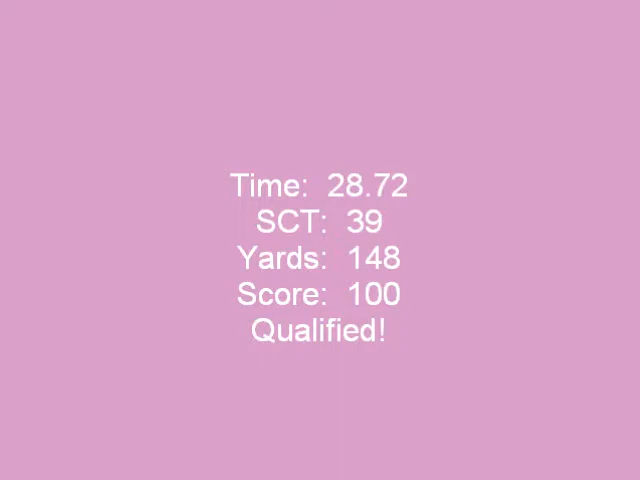 Time: 28.72
SCT: 39
Yards: 148
Score: 100
Qualified!